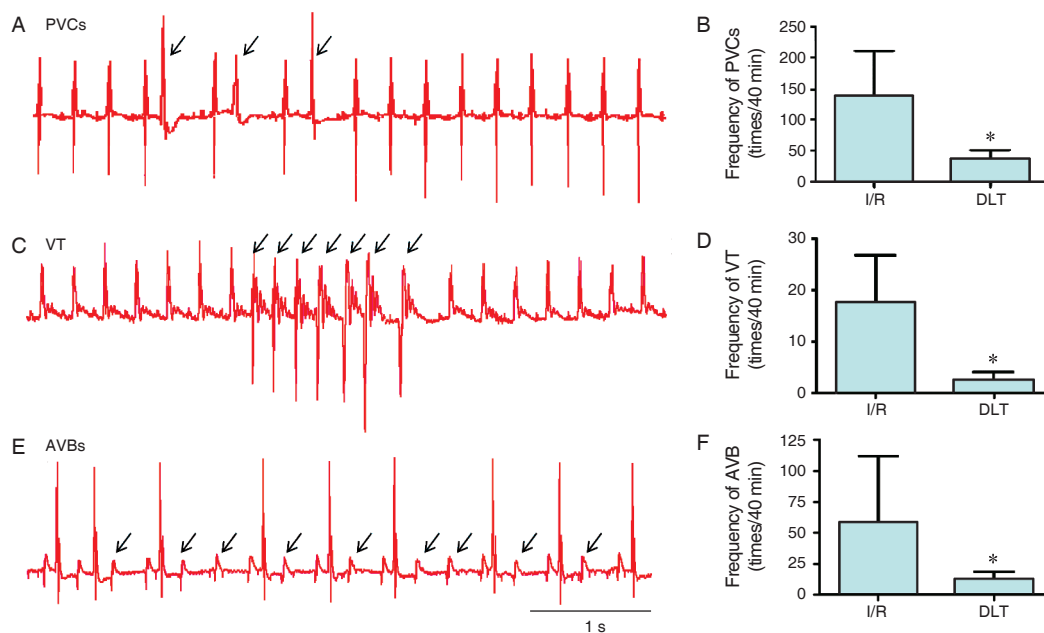 A PVCs
B
Frequency of PVCs
(times/40 min)
250
200
150
100
50
0
*
I/R DLT
C VT
D
Frequency of VT
(times/40 min)
30
20
10
0
*
I/R DLT
E AVBs
1 s
F
Frequency of AVB
(times/40 min)
125
100
75
50
25
0
*
I/R DLT